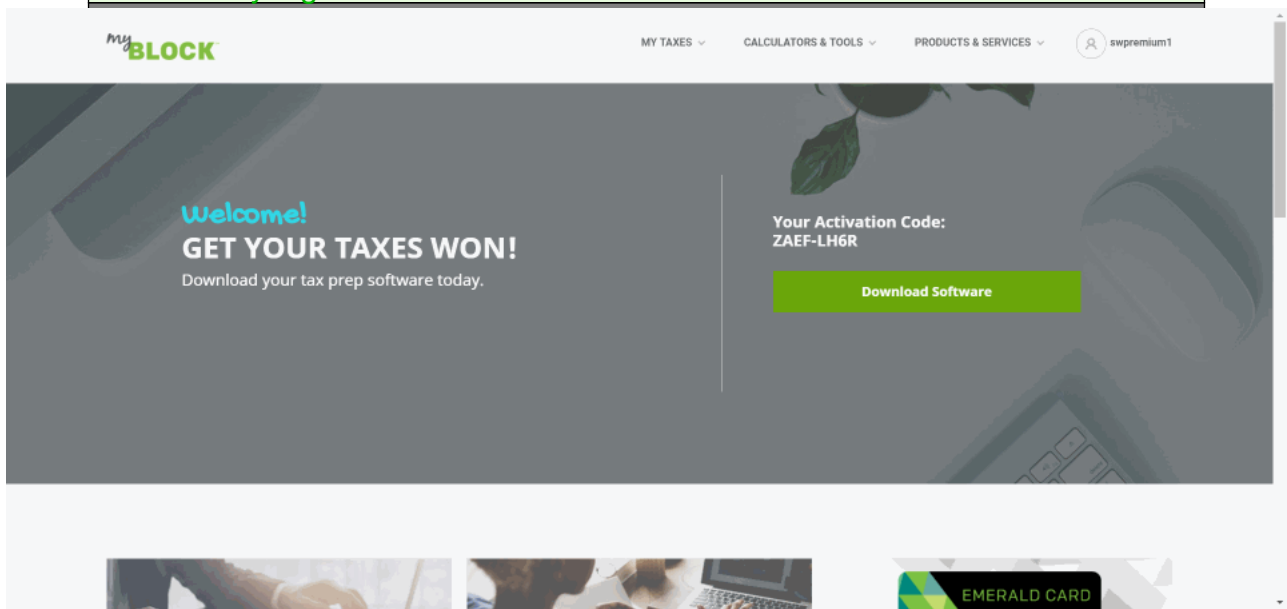 my BLOCK
MY TAXES
CALCULATORS & TOOLS
PRODUCTS & SERVICES
swpremium1
Welcome!
GET YOUR TAXES WON!
Download your tax prep software today.
Your Activation Code:
ZAEF-LH6R
Download Software
EMERALD CARD